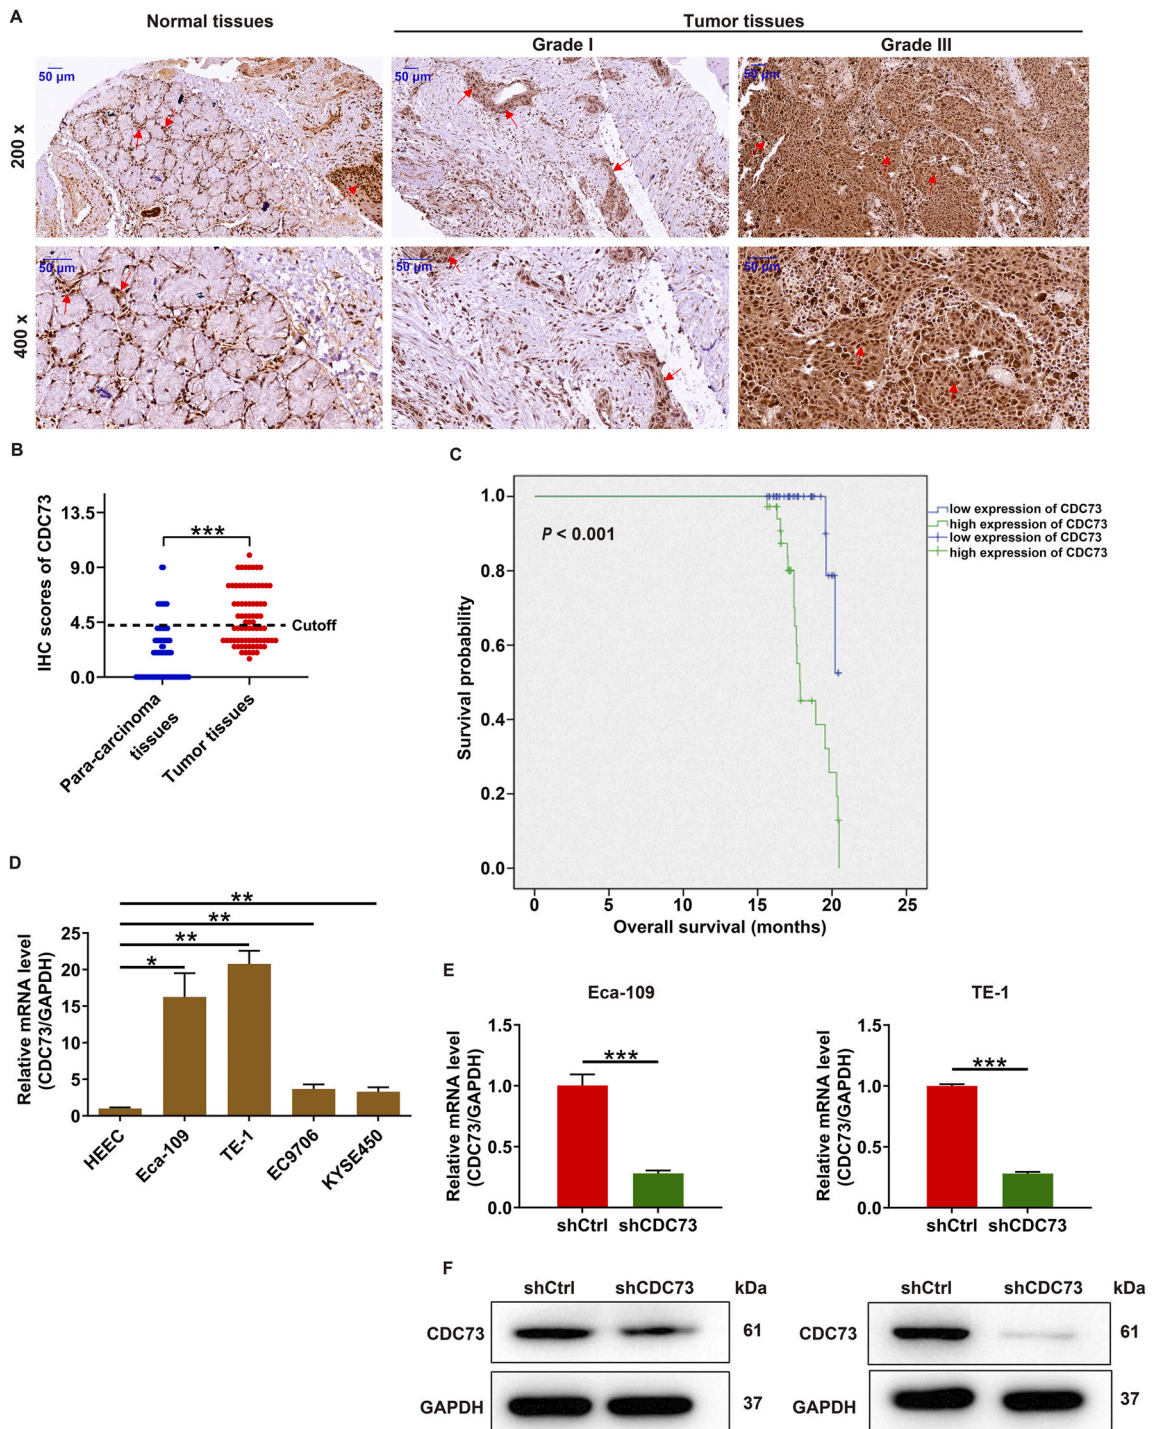 A
Normal tissues
Tumor tissues
Grade I
Grade III
200 x
50 µm
50 µm
50 µm
400 x
50 µm
50 µm
50 µm
B
IHC scores of CDC73
13.5
9.0
4.5
0.0
***
Cutoff
Para-carcinoma
tissues
Tumor tissues
C
Survival probability
1.0
0.8
0.6
0.4
0.2
0.0
P < 0.001
low expression of CDC73
high expression of CDC73
low expression of CDC73
high expression of CDC73
0 5 10 15 20 25
Overall survival (months)
D
Relative mRNA level
(CDC73/GAPDH)
25
20
15
10
5
0
**
**
**
*
HEEC Eca-109 TE-1 EC9706 KYSE450
E
Eca-109
Relative mRNA level
(CDC73/GAPDH)
1.5
1.0
0.5
0.0
***
shCtrl shCDC73
TE-1
Relative mRNA level
(CDC73/GAPDH)
1.5
1.0
0.5
0.0
***
shCtrl shCDC73
F
shCtrl shCDC73 kDa
CDC73 61
GAPDH 37
shCtrl shCDC73 kDa
CDC73 61
GAPDH 37